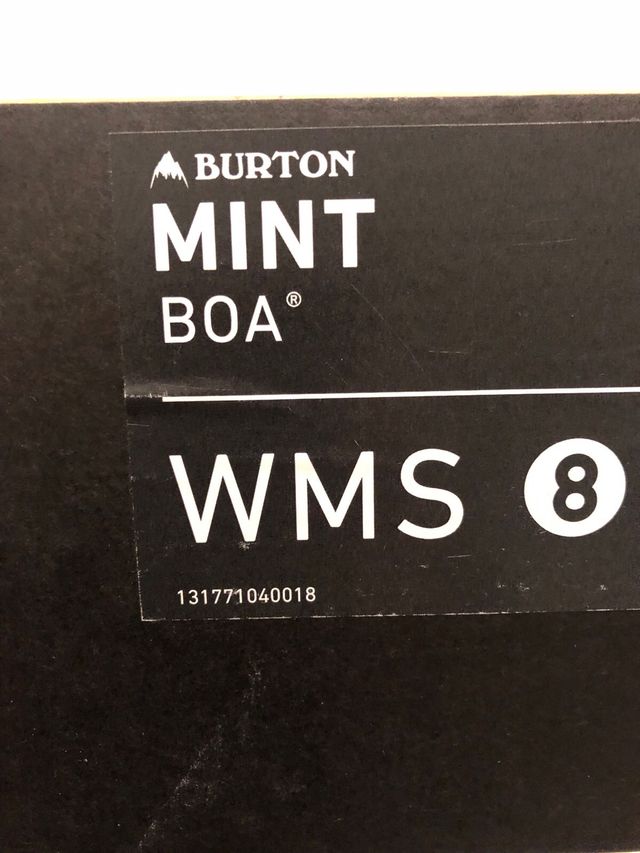 BURTON
MINT
BOA®
WMS 8
131771040018